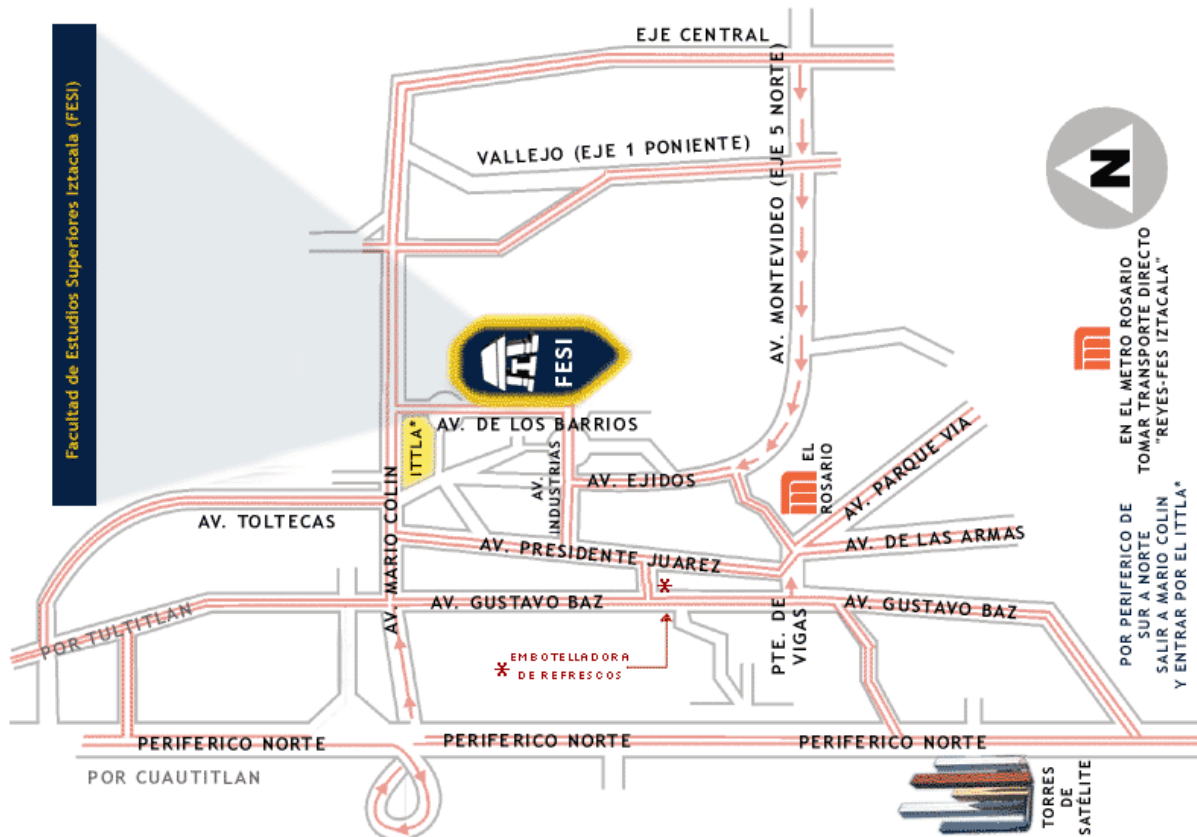 Facultad de Estudios Superiores Iztacala (FESI)
EJE CENTRAL
VALLEJO (EJE 1 PONIENTE)
AV. MONTEVIDEO (EJE 5 NORTE)
N
FESI
AV. DE LOS BARRIOS
ITTLA*
AV. MARIO COLIN
AV. TOLTECAS
AV.
INDUSTRIAS
AV. EJIDOS
EL
ROSARIO
AV. PARQUE VIA
AV. PRESIDENTE JUAREZ
AV. DE LAS ARMAS
*
AV. GUSTAVO BAZ
AV. GUSTAVO BAZ
POR TULTITLAN
PTE. DE
VIGAS
* EMBOTELLADORA
DE REFRESCOS
PERIFERICO NORTE
PERIFERICO NORTE
PERIFERICO NORTE
POR CUAUTITLAN
TORRES
DE
SATÉLITE
EN EL METRO ROSARIO
TOMAR TRANSPORTE DIRECTO
"REYES-FES IZTACALA"
POR PERIFERICO DE
SUR A NORTE
SALIR A MARIO COLIN
Y ENTRAR POR EL ITTLA*